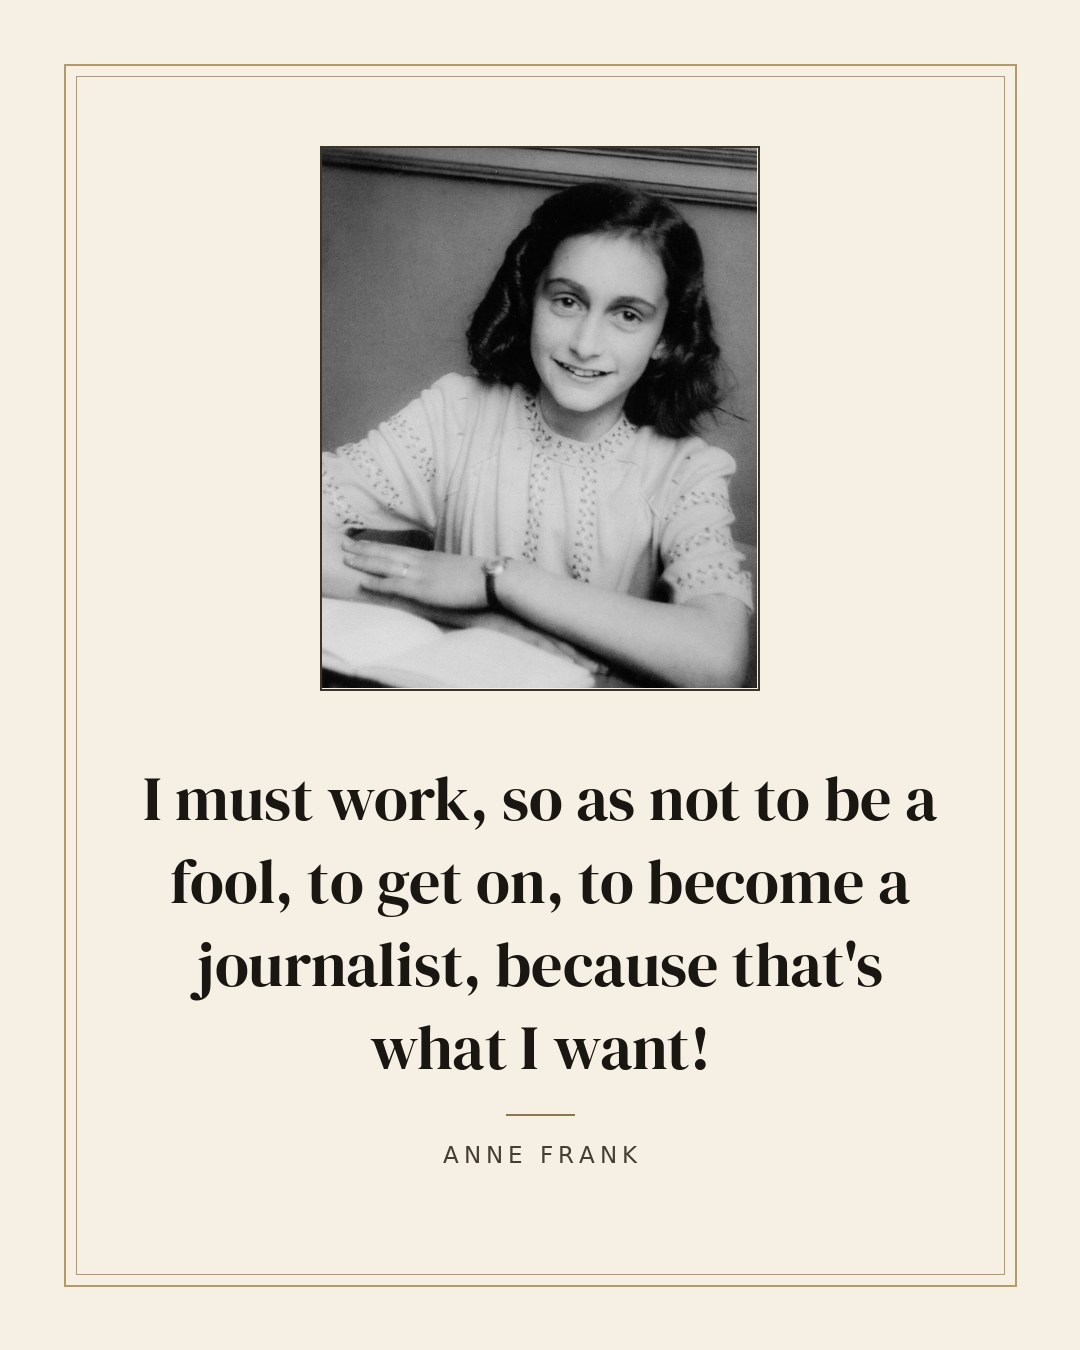 I must work, so as not to be a
fool, to get on, to become a
journalist, because that's
what I want!
ANNE FRANK